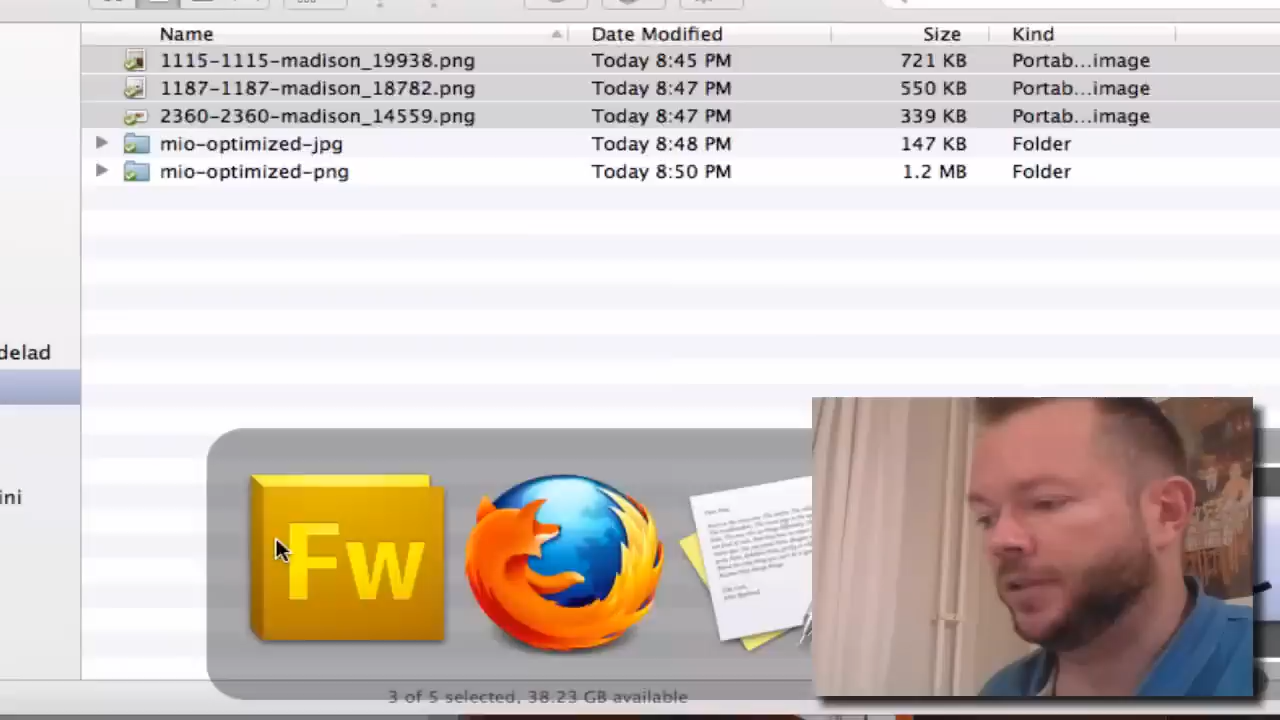 Name Date Modified Size Kind
1115-1115-madison_19938.png Today 8:45 PM 721 KB Portab...image
1187-1187-madison_18782.png Today 8:47 PM 550 KB Portab...image
2360-2360-madison_14559.png Today 8:47 PM 339 KB Portab...image
mio-optimized-jpg Today 8:48 PM 147 KB Folder
mio-optimized-png Today 8:50 PM 1.2 MB Folder
delad
ini
Fw
3 of 5 selected, 38.23 GB available